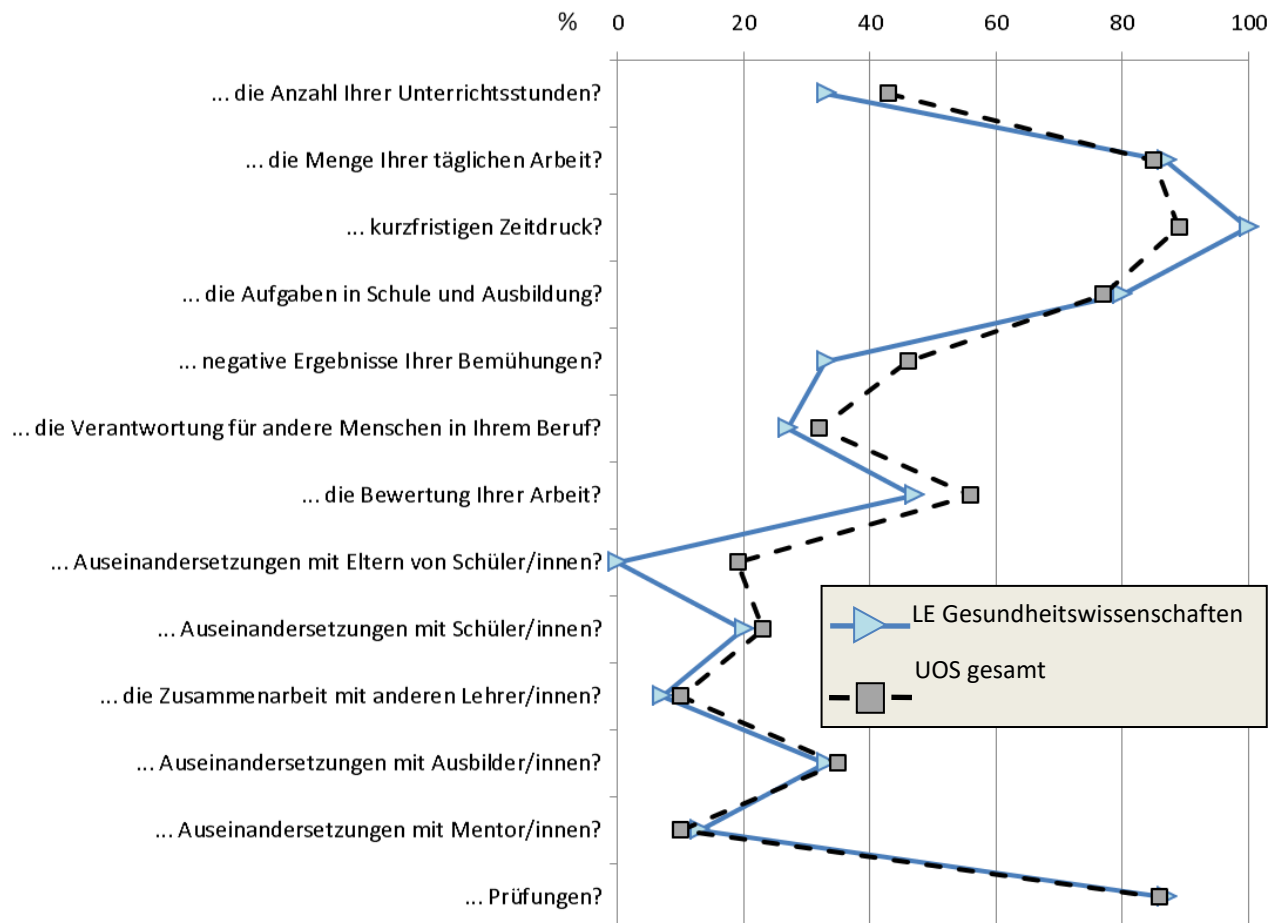 % 0 20 40 60 80 100
... die Anzahl Ihrer Unterrichtsstunden?
... die Menge Ihrer täglichen Arbeit?
... kurzfristigen Zeitdruck?
... die Aufgaben in Schule und Ausbildung?
... negative Ergebnisse Ihrer Bemühungen?
... die Verantwortung für andere Menschen in Ihrem Beruf?
... die Bewertung Ihrer Arbeit?
... Auseinandersetzungen mit Eltern von Schüler/innen?
... Auseinandersetzungen mit Schüler/innen?
... die Zusammenarbeit mit anderen Lehrer/innen?
... Auseinandersetzungen mit Ausbilder/innen?
... Auseinandersetzungen mit Mentor/innen?
... Prüfungen?
LE Gesundheitswissenschaften
UOS gesamt